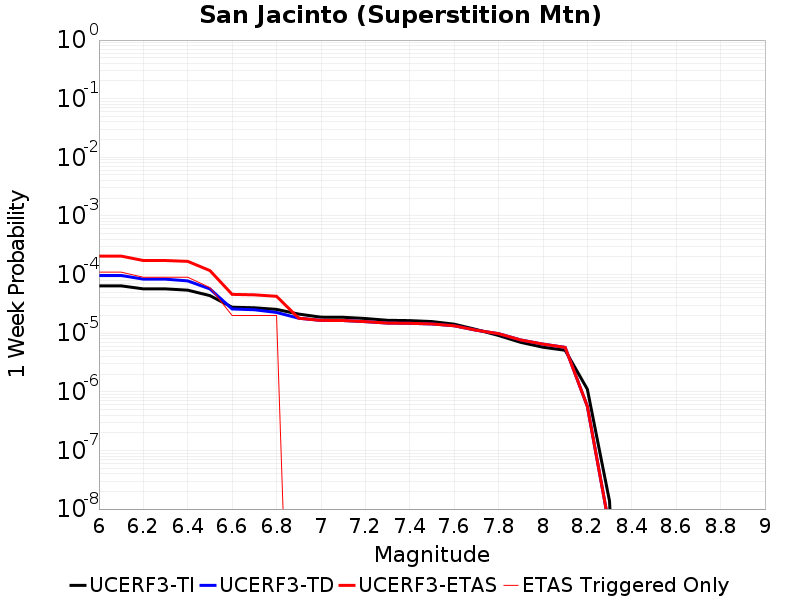 San Jacinto (Superstition Mtn)
1 Week Probability
10^0
10^-1
10^-2
10^-3
10^-4
10^-5
10^-6
10^-7
10^-8
6 6.2 6.4 6.6 6.8 7 7.2 7.4 7.6 7.8 8 8.2 8.4 8.6 8.8 9
Magnitude
UCERF3-TI UCERF3-TD UCERF3-ETAS ETAS Triggered Only